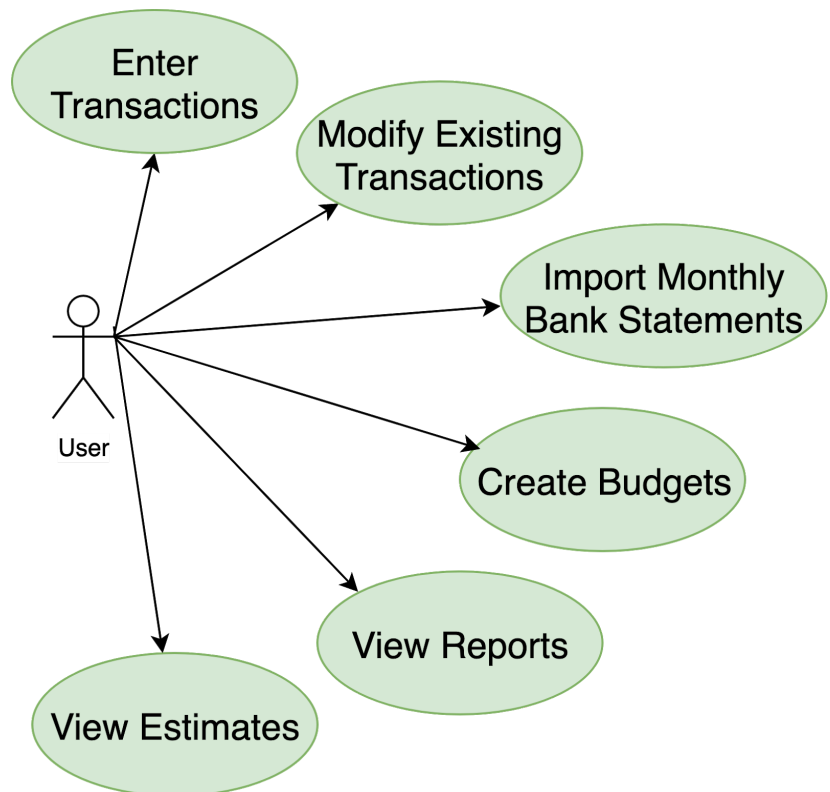 Enter
Transactions
Modify Existing
Transactions
Import Monthly
Bank Statements
User
Create Budgets
View Reports
View Estimates